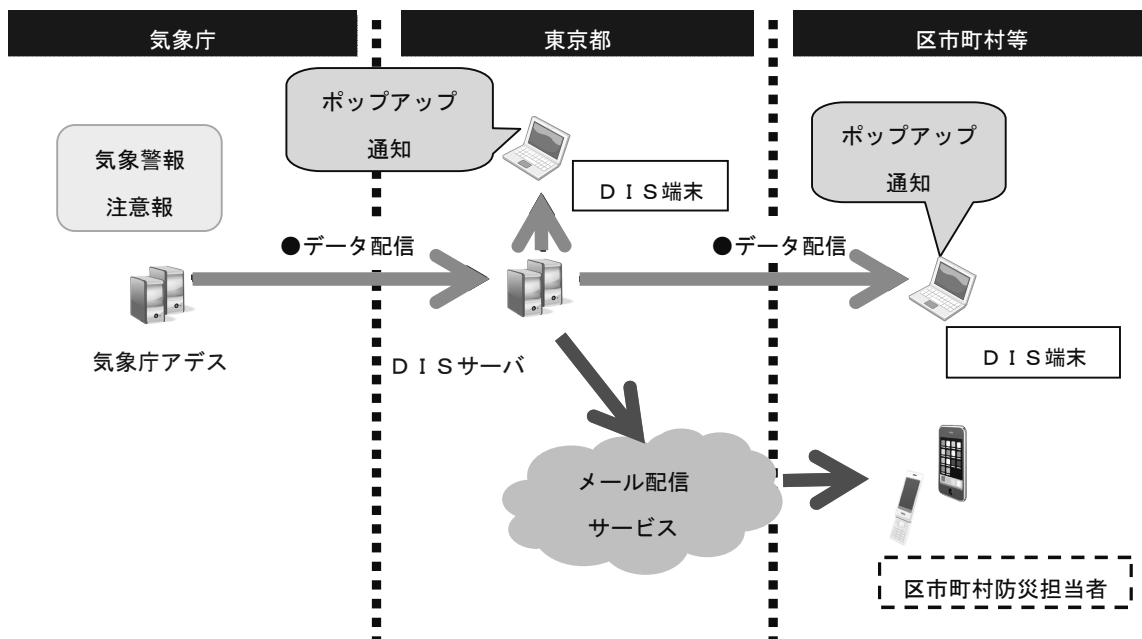 気象庁
東京都
区市町村等
ポップアップ
通知
ポップアップ
通知
気象警報
注意報
ＤＩＳ端末
●データ配信
●データ配信
気象庁アデス
ＤＩＳサーバ
ＤＩＳ端末
メール配信
サービス
区市町村防災担当者